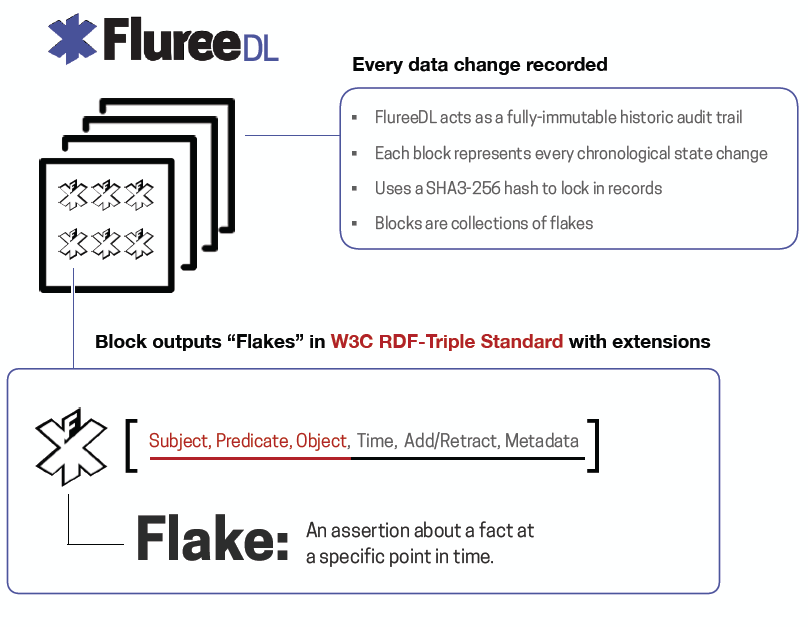 FlureeDL
Every data change recorded
▪ FlureeDL acts as a fully-immutable historic audit trail
▪ Each block represents every chronological state change
▪ Uses a SHA3-256 hash to lock in records
▪ Blocks are collections of flakes
Block outputs “Flakes” in W3C RDF-Triple Standard with extensions
[Subject, Predicate, Object, Time, Add/Retract, Metadata]
Flake:
An assertion about a fact at
a specific point in time.